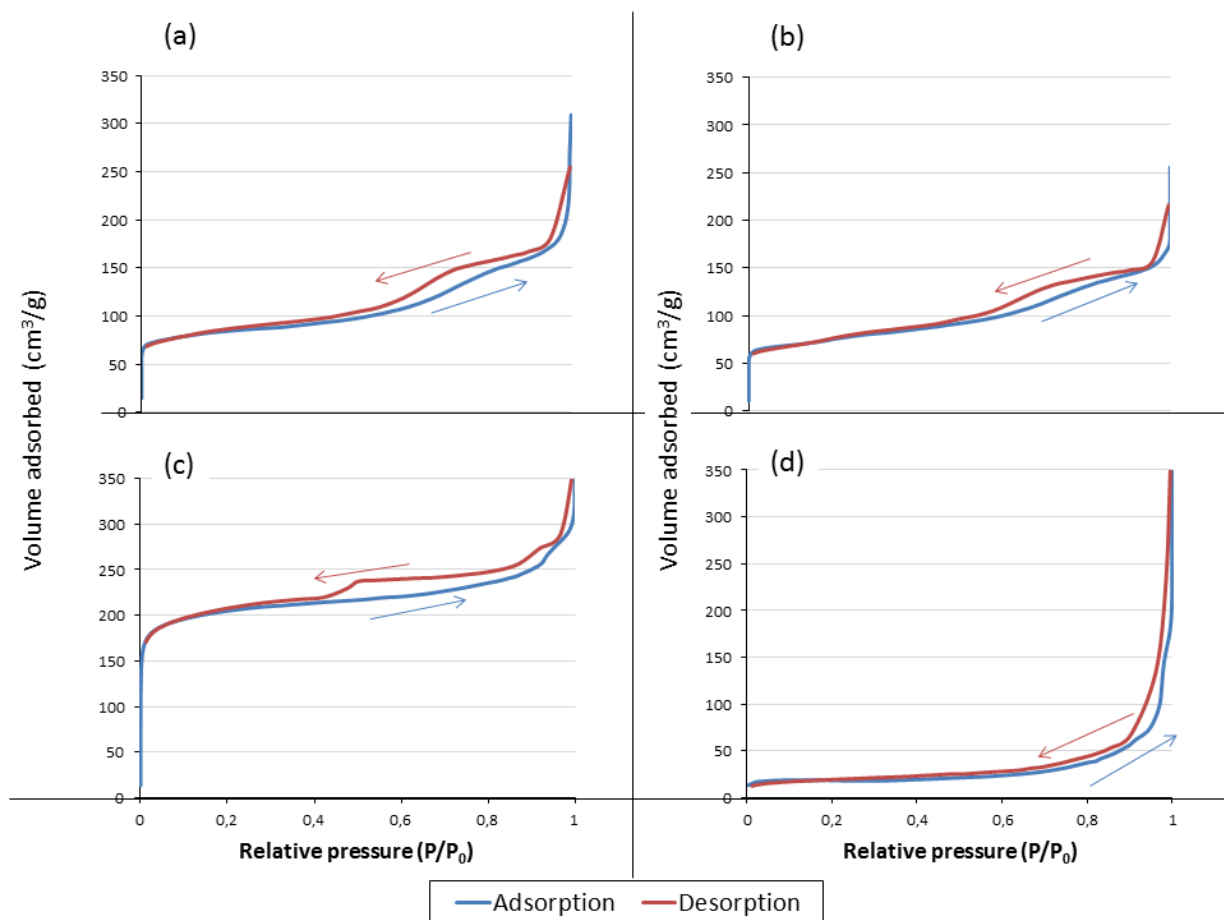 (a)
350
300
250
200
150
100
50
0
(b)
350
300
250
200
150
100
50
0
Volume adsorbed (cm³/g)
Volume adsorbed (cm³/g)
(c)
350
300
250
200
150
100
50
0
0 0,2 0,4 0,6 0,8 1
Relative pressure (P/P₀)
(d)
350
300
250
200
150
100
50
0
0 0,2 0,4 0,6 0,8 1
Relative pressure (P/P₀)
Adsorption Desorption